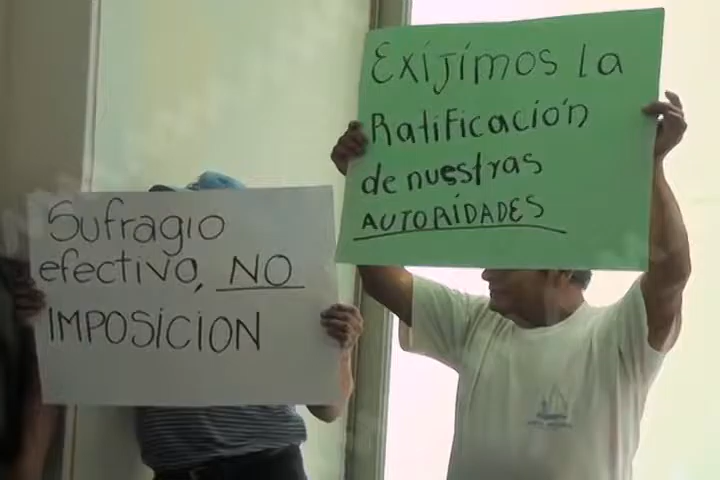 Sufragio
efectivo, NO
IMPOSICION
Exijimos la
Ratificación
de nuestras
AUTORIDADES